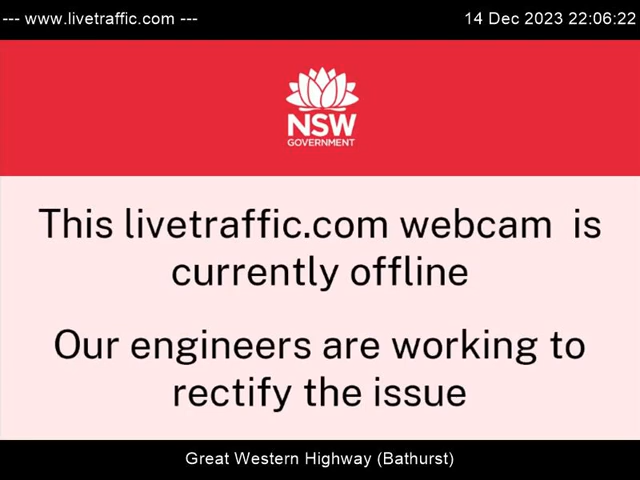 --- www.livetraffic.com --- 14 Dec 2023 22:06:22
NSW
GOVERNMENT
This livetraffic.com webcam is
currently offline
Our engineers are working to
rectify the issue
Great Western Highway (Bathurst)